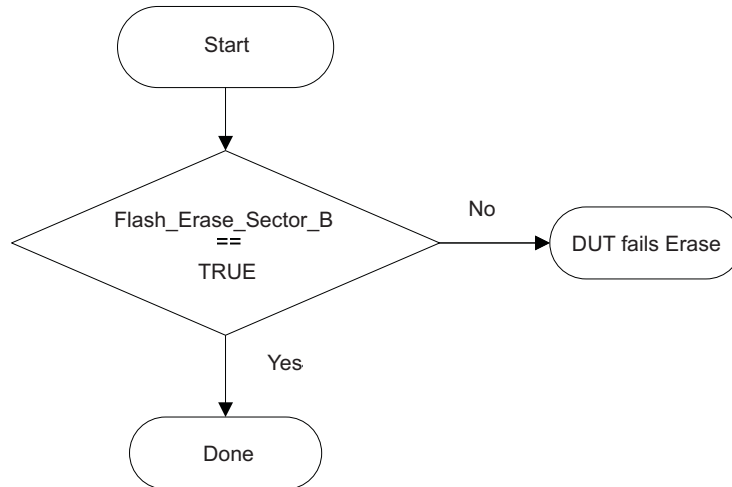 Start
Flash_Erase_Sector_B
==
TRUE
No
DUT fails Erase
Yes
Done